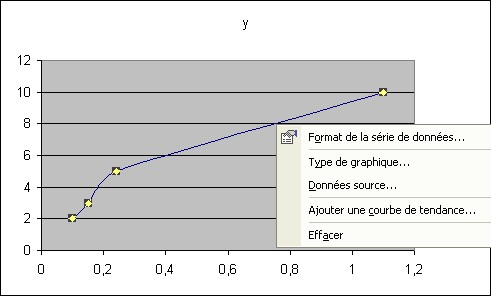 y
12
10
8
6
4
2
0
0 0,2 0,4 0,6 0,8 1 1,2
Format de la série de données...
Type de graphique...
Données source...
Ajouter une courbe de tendance...
Effacer